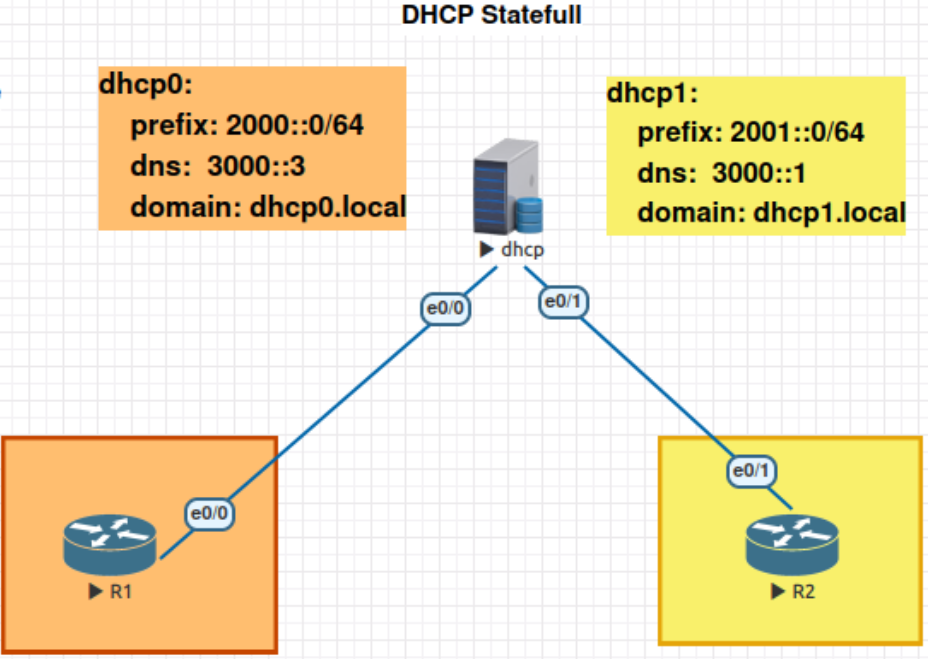 DHCP Statefull
dhcp0:
prefix: 2000::0/64
dns: 3000::3
domain: dhcp0.local
dhcp1:
prefix: 2001::0/64
dns: 3000::1
domain: dhcp1.local
dhcp
e0/0
e0/1
e0/0
R1
e0/1
R2